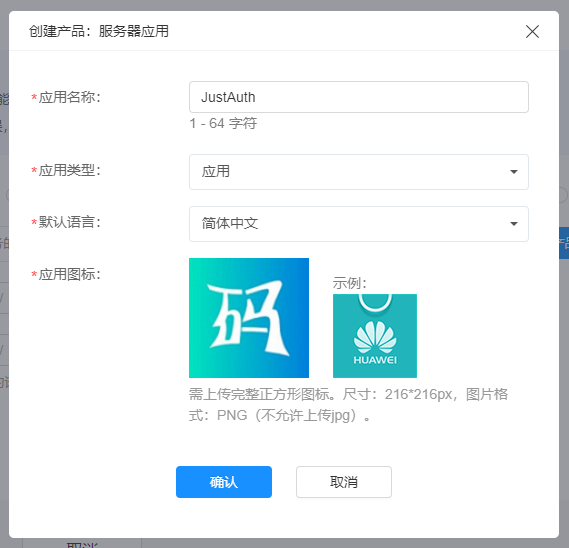 创建产品：服务器应用
*应用名称：
JustAuth
1 - 64 字符
*应用类型：
应用
*默认语言：
简体中文
*应用图标：
码
示例：
HUAWEI
需上传完整正方形图标。尺寸：216*216px，图片格
式：PNG（不允许上传jpg）。
确认
取消